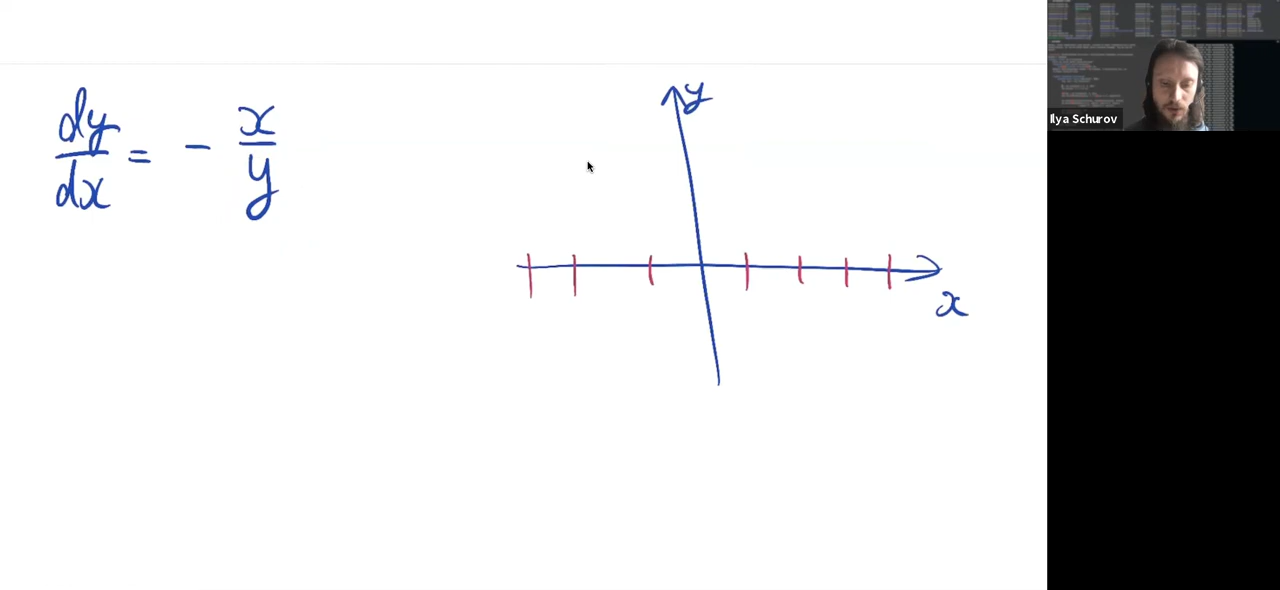 dy/dx = - x/y
y
x
Ilya Schurov